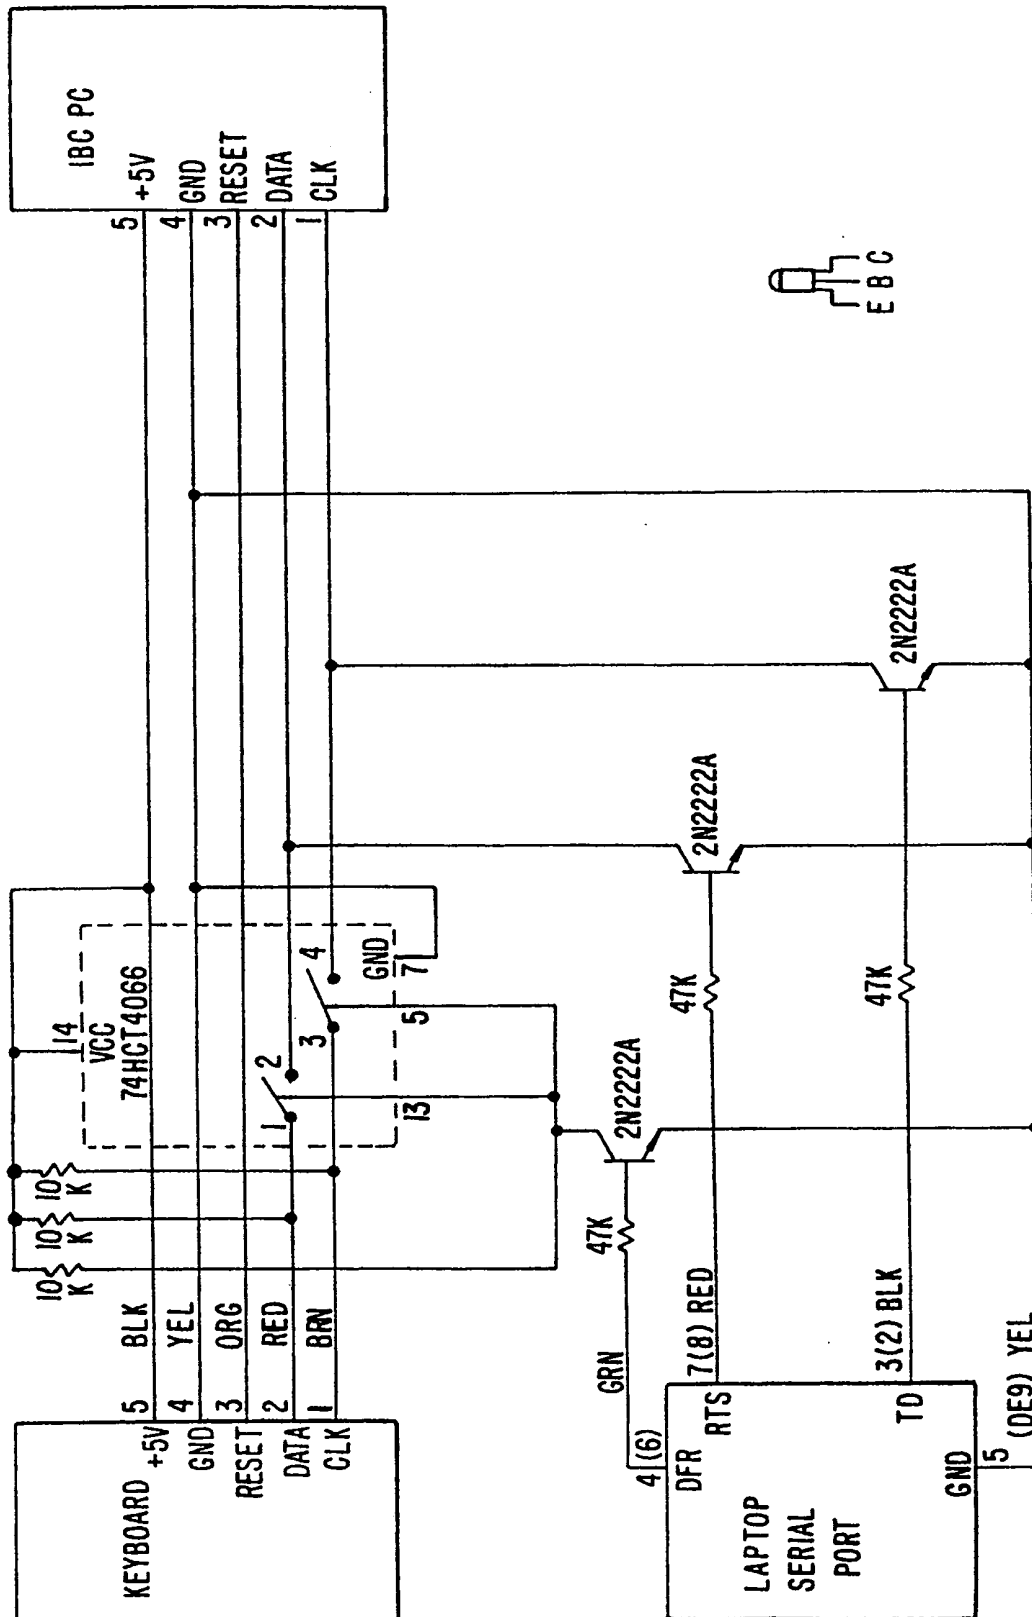 KEYBOARD
+5V
GND
RESET
DATA
CLK
5
4
3
2
1
BLK
YEL
ORG
RED
BRN
10
K
10
K
10
K
14
VCC
74HCT4066
1
2
3
4
GND
7
13
5
IBC PC
5
4
3
2
1
+5V
GND
RESET
DATA
CLK
LAPTOP
SERIAL
PORT
DFR
RTS
TD
GND
4 (6)
GRN
7(8) RED
3(2) BLK
5
(DE9) YEL
47K
47K
47K
2N2222A
2N2222A
2N2222A
E B C